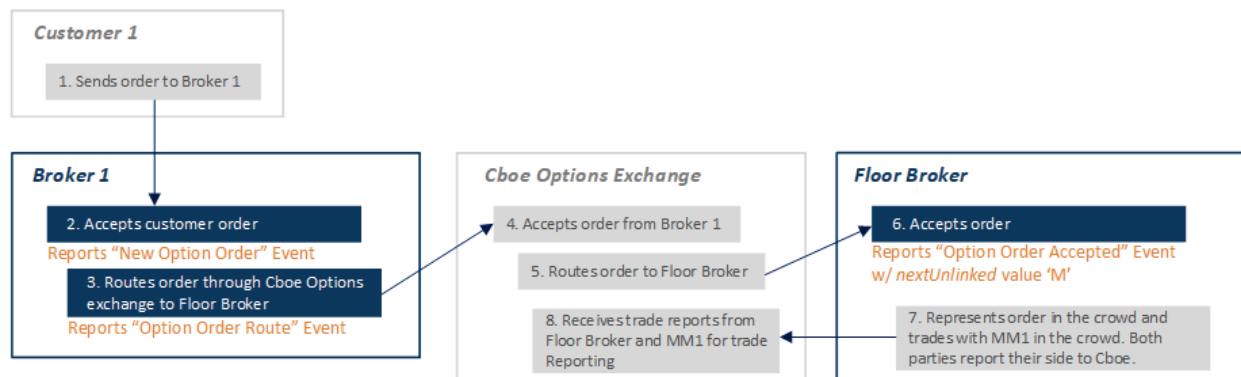 Customer 1
1. Sends order to Broker 1
Broker 1
2. Accepts customer order
Reports “New Option Order” Event
3. Routes order through Cboe Options
exchange to Floor Broker
Reports “Option Order Route” Event
Cboe Options Exchange
4. Accepts order from Broker 1
5. Routes order to Floor Broker
8. Receives trade reports from
Floor Broker and MM1 for trade
Reporting
Floor Broker
6. Accepts order
Reports “Option Order Accepted” Event
w/ nextUnlinked value ‘M’
7. Represents order in the crowd and
trades with MM1 in the crowd. Both
parties report their side to Cboe.